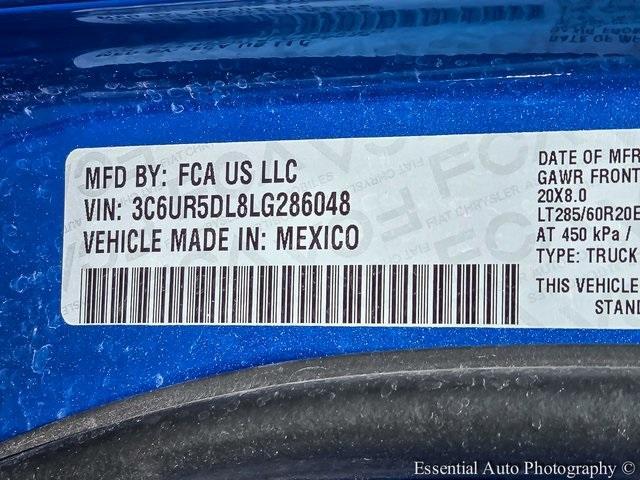 MFD BY: FCA US LLC
VIN: 3C6UR5DL8LG286048
VEHICLE MADE IN: MEXICO
DATE OF MFR
GAWR FRONT
20X8.0
LT285/60R20E
AT 450 kPa /
TYPE: TRUCK
THIS VEHICLE
STAND
Essential Auto Photography ©